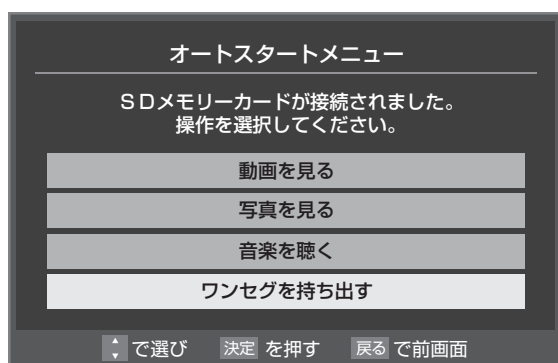 オートスタートメニュー
SDメモリーカードが接続されました。
操作を選択してください。
動画を見る
写真を見る
音楽を聴く
ワンセグを持ち出す
で選び 決定 を押す 戻る で前画面